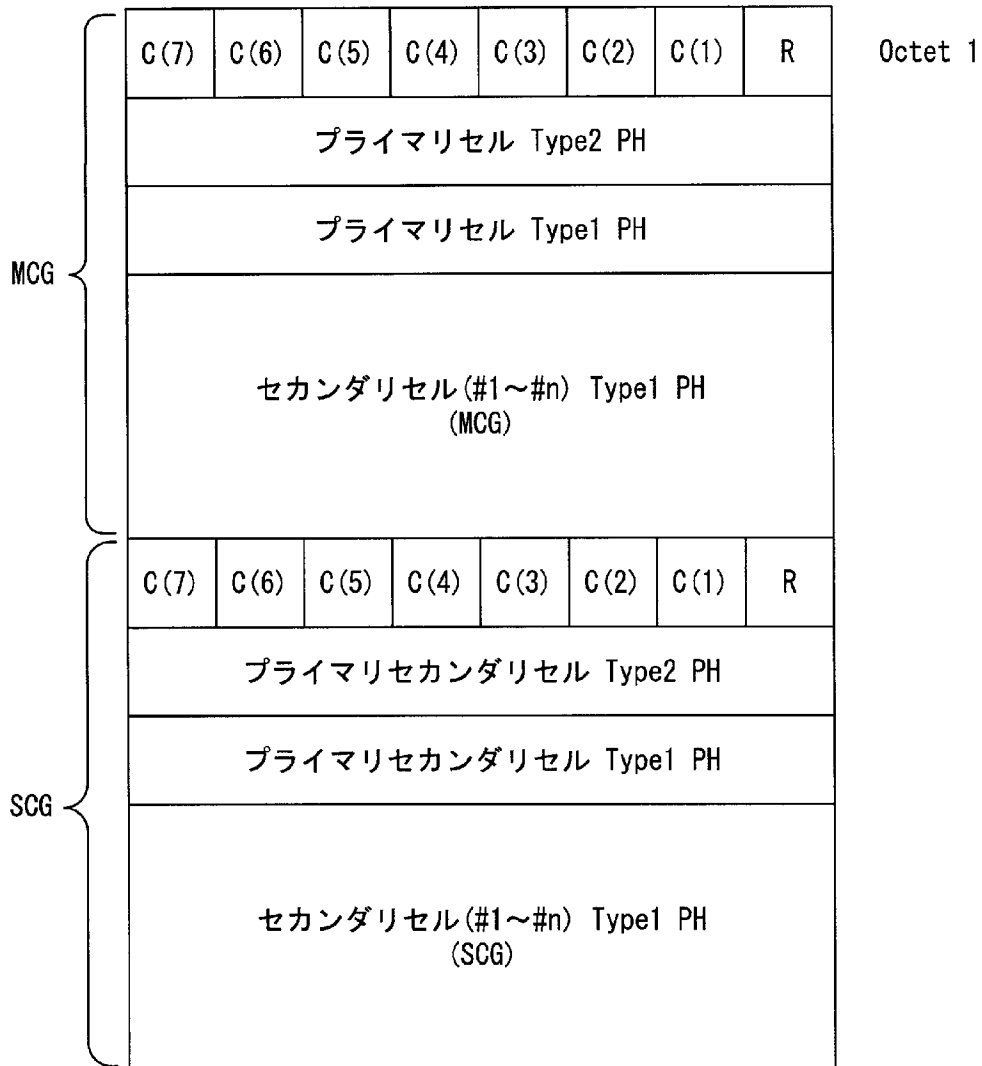 C(7) C(6) C(5) C(4) C(3) C(2) C(1) R Octet 1
プライマリセル Type2 PH
プライマリセル Type1 PH
MCG
セカンダリセル(#1～#n) Type1 PH
(MCG)
C(7) C(6) C(5) C(4) C(3) C(2) C(1) R
プライマリセカンダリセル Type2 PH
プライマリセカンダリセル Type1 PH
SCG
セカンダリセル(#1～#n) Type1 PH
(SCG)